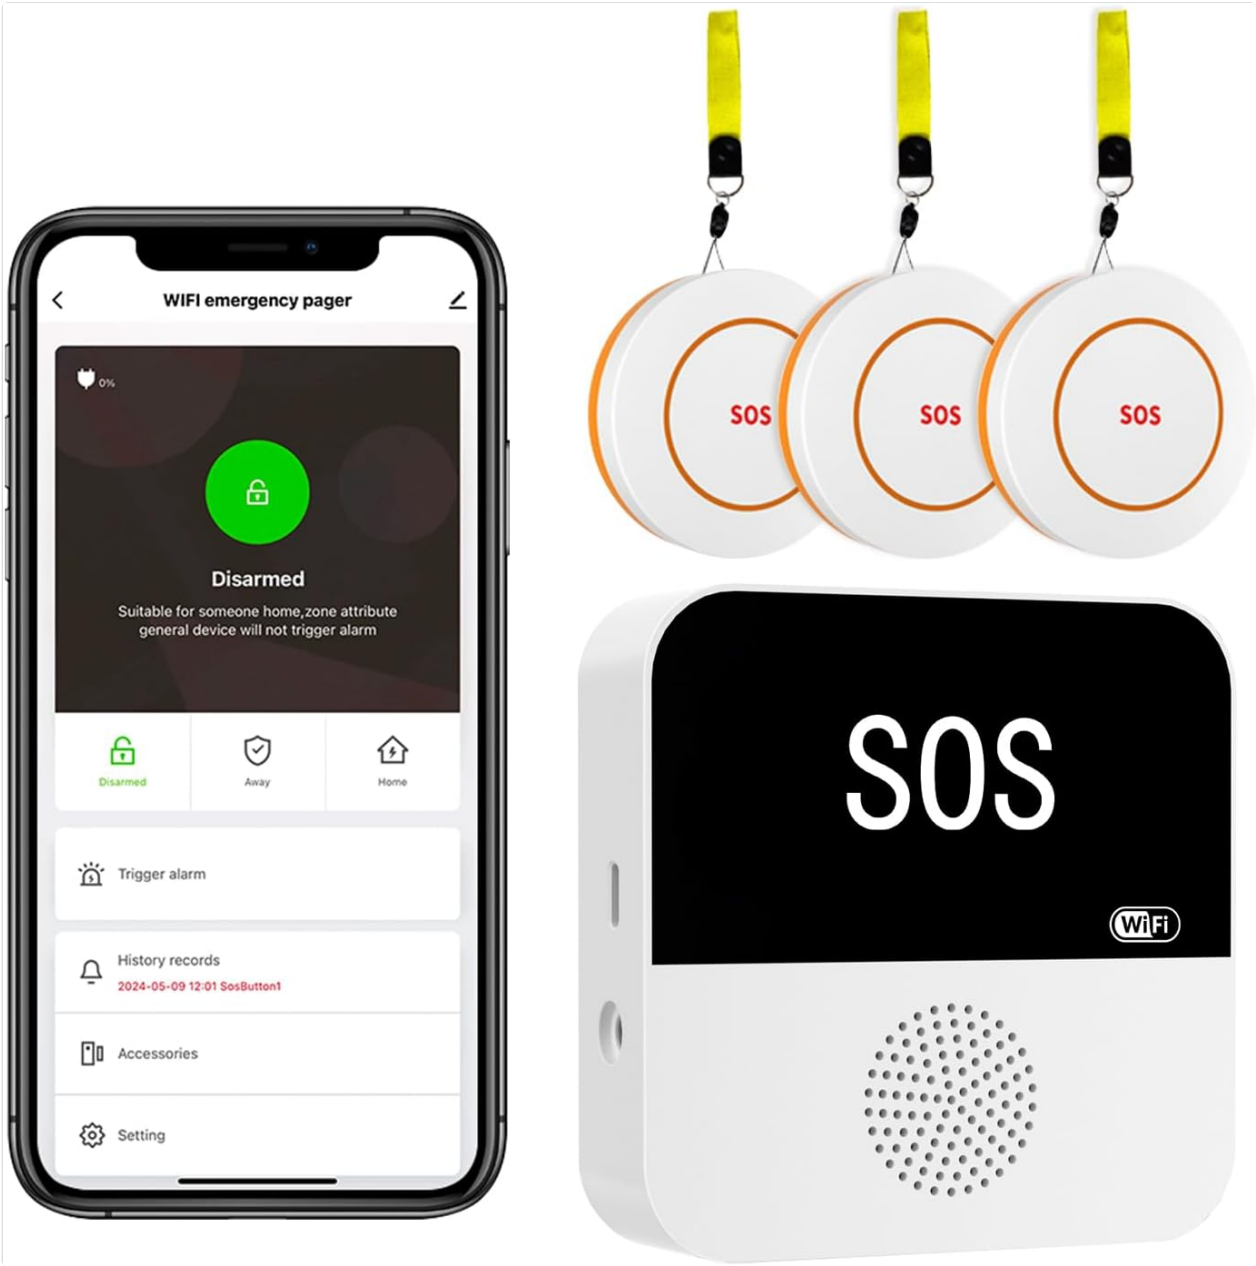 WIFI emergency pager
0%
Disarmed
Suitable for someone home,zone attribute
general device will not trigger alarm
Disarmed
Away
Home
Trigger alarm
History records
2024-05-09 12:01 SosButton1
Accessories
Setting
SOS
SOS
SOS
SOS
WiFi